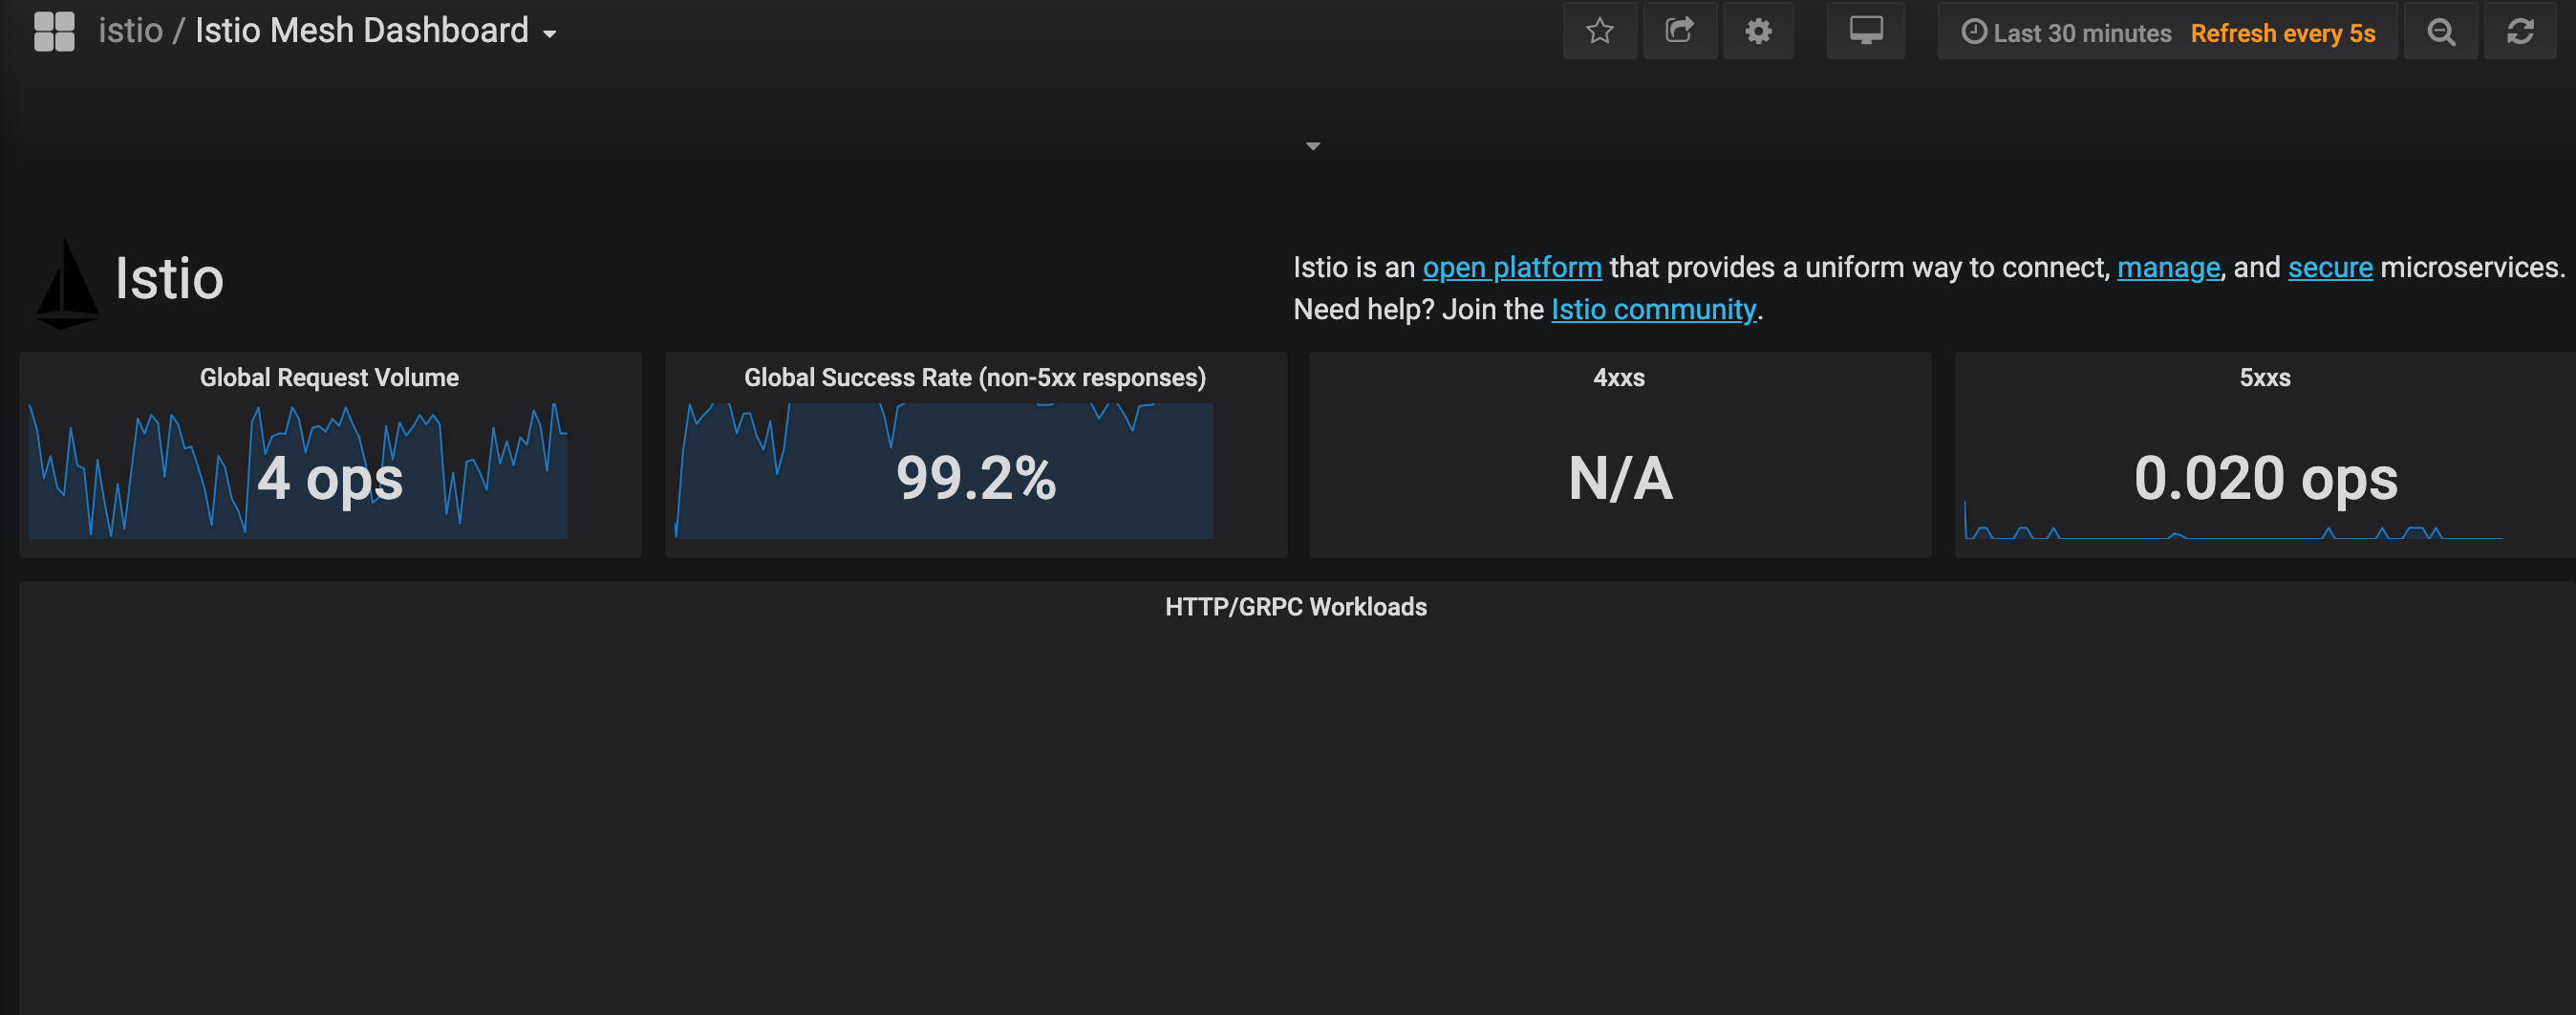 istio / Istio Mesh Dashboard
Last 30 minutes Refresh every 5s
Istio
Istio is an open platform that provides a uniform way to connect, manage, and secure microservices.
Need help? Join the Istio community.
Global Request Volume
4 ops
Global Success Rate (non-5xx responses)
99.2%
4xxs
N/A
5xxs
0.020 ops
HTTP/GRPC Workloads